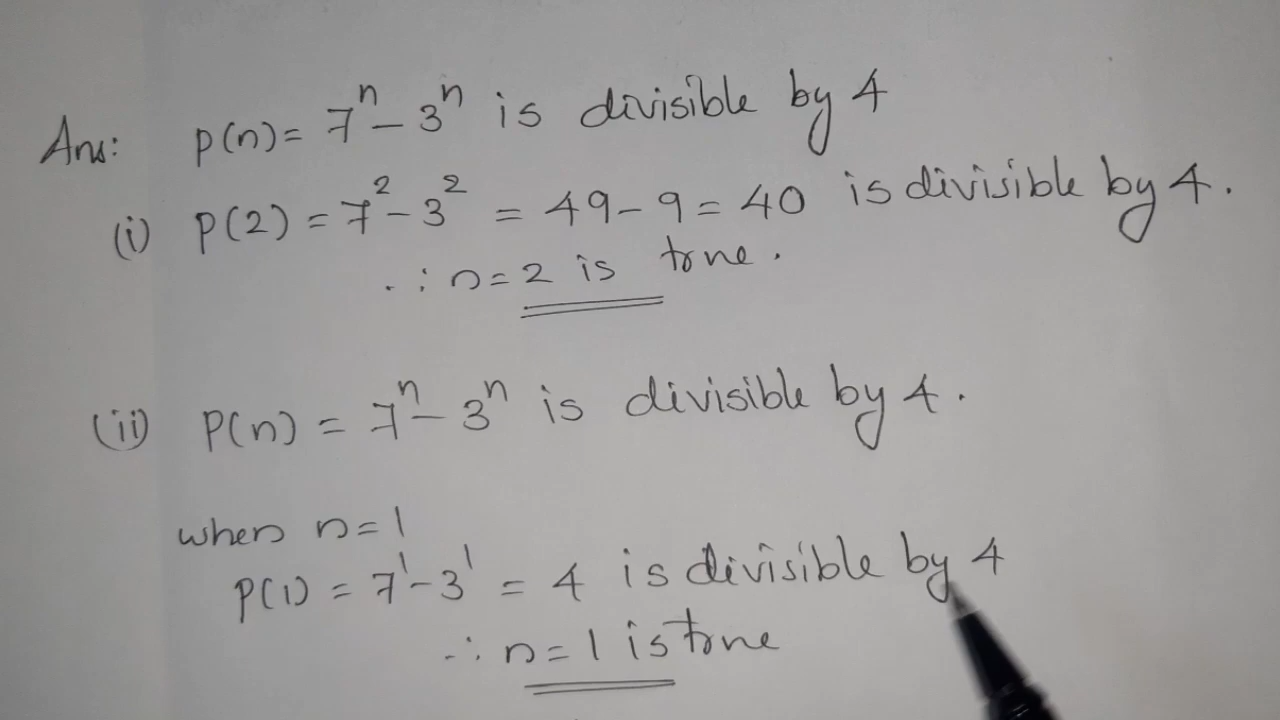 Ans: p(n) = 7ⁿ - 3ⁿ is divisible by 4
(i) p(2) = 7² - 3² = 49 - 9 = 40 is divisible by 4.
∴ n = 2 is true.
(ii) P(n) = 7ⁿ - 3ⁿ is divisible by 4.
when n = 1
P(1) = 7¹ - 3¹ = 4 is divisible by 4
∴ n = 1 is true